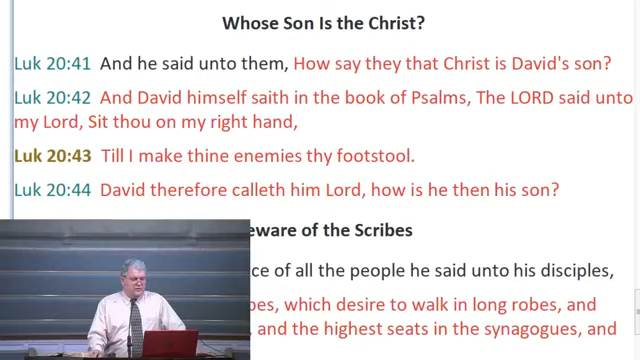 Whose Son Is the Christ?
Luk 20:41 And he said unto them, How say they that Christ is David's son?
Luk 20:42 And David himself saith in the book of Psalms, The LORD said unto
my Lord, Sit thou on my right hand,
Luk 20:43 Till I make thine enemies thy footstool.
Luk 20:44 David therefore calleth him Lord, how is he then his son?
eware of the Scribes
ce of all the people he said unto his disciples,
bes, which desire to walk in long robes, and
, and the highest seats in the synagogues, and